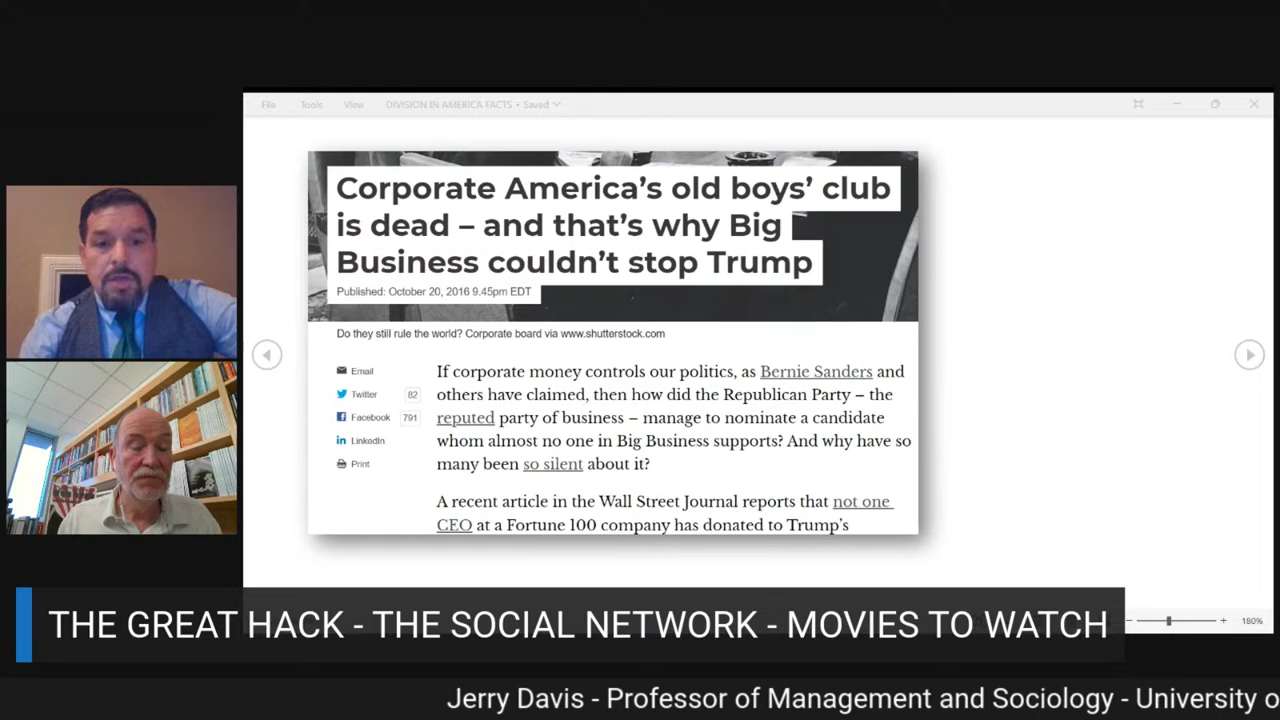 File Tools View DIVISION IN AMERICA FACTS • Saved
Corporate America's old boys' club
is dead – and that's why Big
Business couldn't stop Trump
Published: October 20, 2016 9.45pm EDT
Do they still rule the world? Corporate board via www.shutterstock.com
Email
Twitter 82
Facebook 791
LinkedIn
Print
If corporate money controls our politics, as Bernie Sanders and
others have claimed, then how did the Republican Party – the
reputed party of business – manage to nominate a candidate
whom almost no one in Big Business supports? And why have so
many been so silent about it?
A recent article in the Wall Street Journal reports that not one
CEO at a Fortune 100 company has donated to Trump's
THE GREAT HACK - THE SOCIAL NETWORK - MOVIES TO WATCH
180%
Jerry Davis - Professor of Management and Sociology - University o